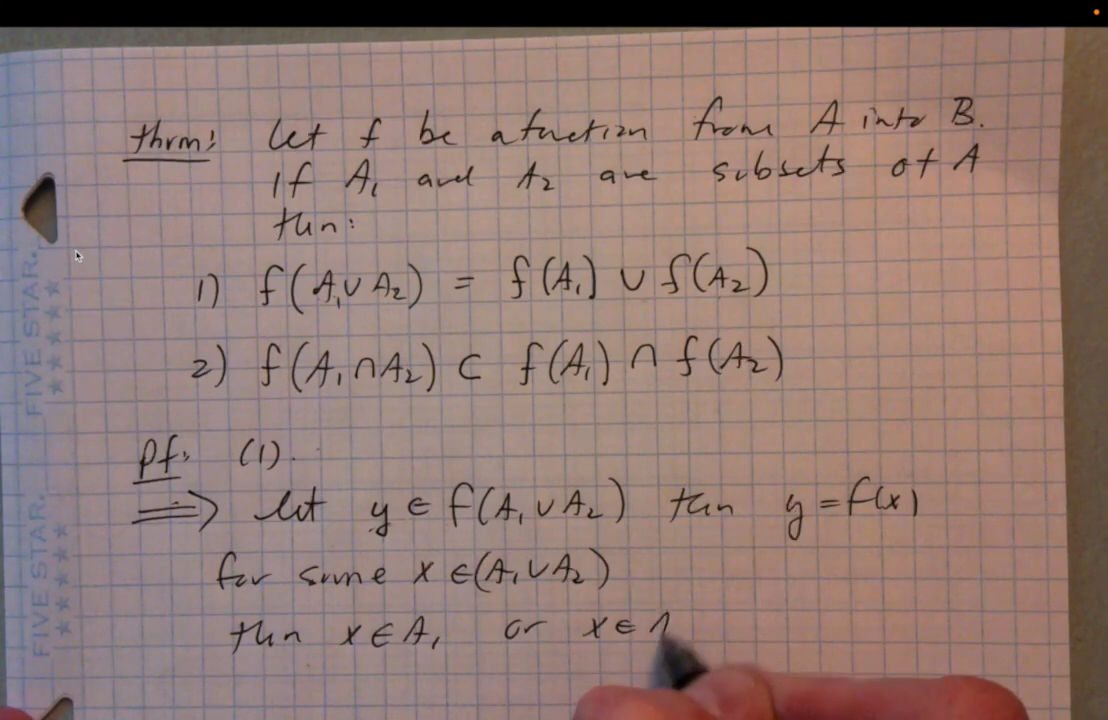 thrm: let f be a function from A into B.
If A₁ and A₂ are subsets of A
then:
1) f(A₁∪A₂) = f(A₁) ∪ f(A₂)
2) f(A₁∩A₂) ⊂ f(A₁) ∩ f(A₂)
Pf: (1).
⇒ let y ∈ f(A₁∪A₂) then y = f(x)
for some x ∈ (A₁∪A₂)
then x ∈ A₁ or x ∈ A
FIVE STAR.
FIVE STAR.